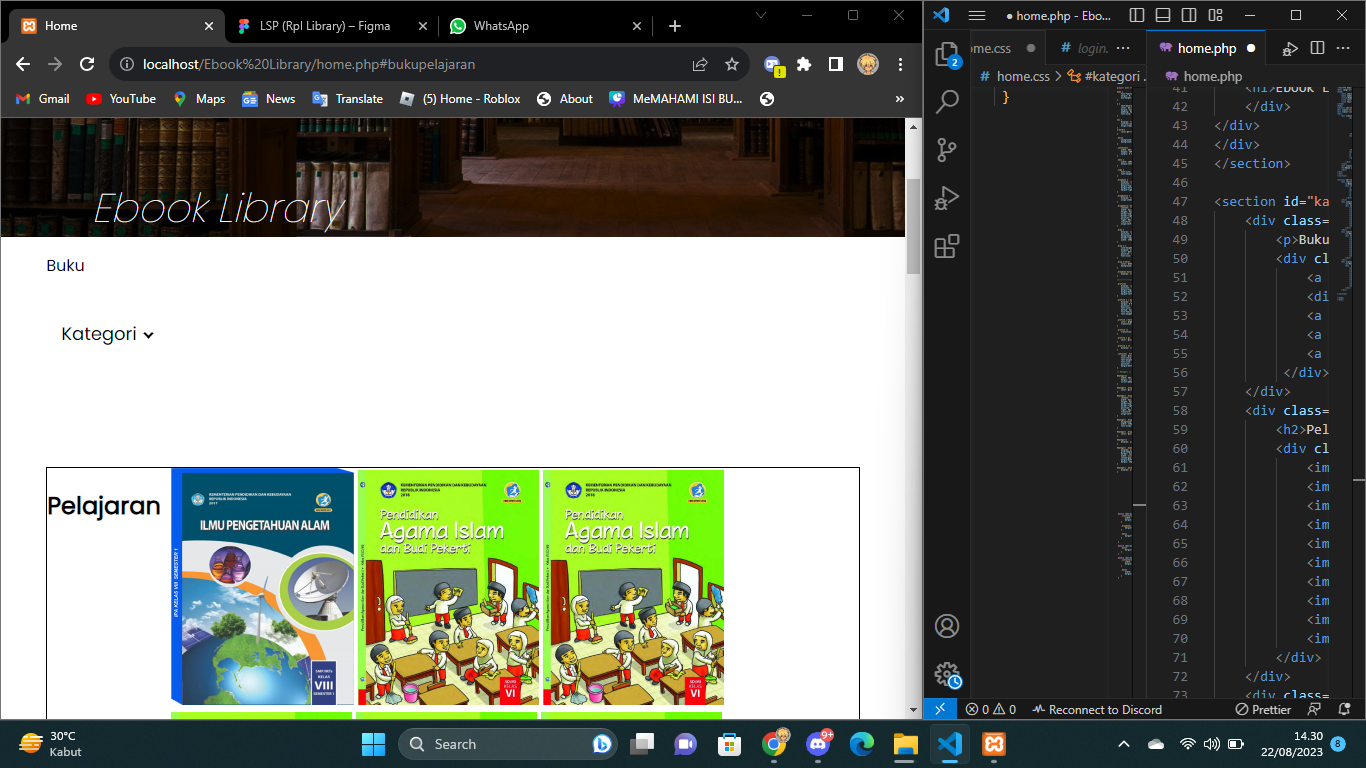 Home
LSP (Rpl Library) – Figma
WhatsApp
home.php - Ebo...
localhost/Ebook%20Library/home.php#bukupelajaran
Gmail
YouTube
Maps
News
Translate
(5) Home - Roblox
About
MeMAHAMI ISI BU...
»
Ebook Library
Buku
Kategori
Pelajaran
KEMENTERIAN PENDIDIKAN DAN KEBUDAYAAN
REPUBLIK INDONESIA
2017
ILMU PENGETAHUAN ALAM
IPA KELAS VIII SEMESTER 1
SMP/MTs
KELAS
VIII
SEMESTER 1
KEMENTERIAN PENDIDIKAN DAN KEBUDAYAAN
REPUBLIK INDONESIA
2018
Pendidikan
Agama Islam
dan Budi Pekerti
SD/MI
KELAS
VI
KEMENTERIAN PENDIDIKAN DAN KEBUDAYAAN
REPUBLIK INDONESIA
2018
Pendidikan
Agama Islam
dan Budi Pekerti
SD/MI
KELAS
VI
ome.css
# login.
home.php
# home.css > #kategori
home.php
2
}
41 <h1>Ebook L
42 </div>
43 </div>
44 </div>
45 </section>
46
47 <section id="ka
48 <div class=
49 <p>Buku
50 <div cl
51 <a
52 <di
53 <a
54 <a
55 <a
56 </div>
57 </div>
58 <div class=
59 <h2>Pel
60 <div cl
61 <im
62 <im
63 <im
64 <im
65 <im
66 <im
67 <im
68 <im
69 <im
70 <im
71 </div>
72 </div>
73 <div class=
0 0 Reconnect to Discord Prettier
30°C
Kabut
Search
9+
14.30
22/08/2023
8